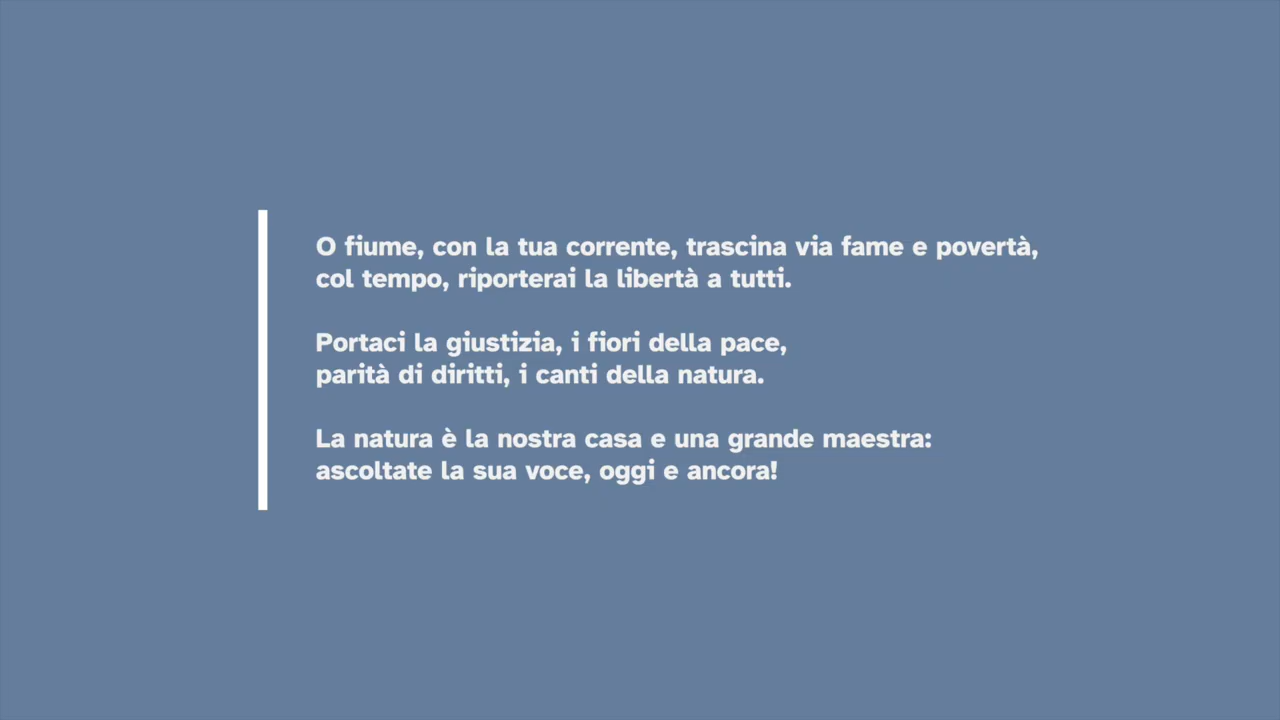 O fiume, con la tua corrente, trascina via fame e povertà,
col tempo, riporterai la libertà a tutti.
Portaci la giustizia, i fiori della pace,
parità di diritti, i canti della natura.
La natura è la nostra casa e una grande maestra:
ascoltate la sua voce, oggi e ancora!